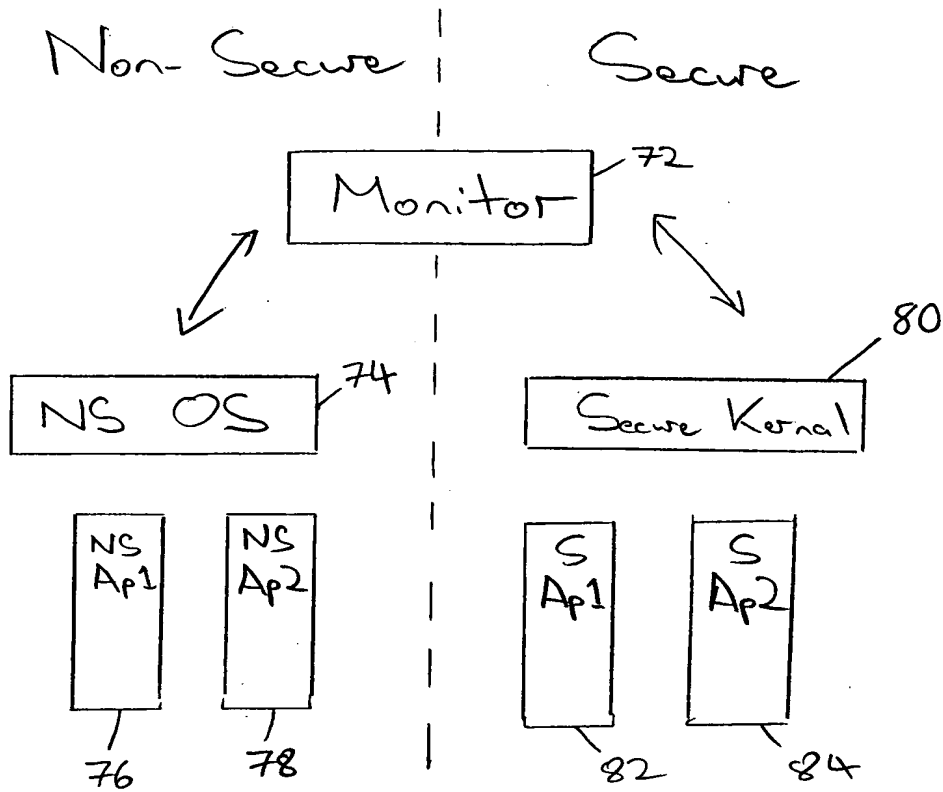 Non-Secure
Secure
72
Monitor
80
74
NS OS
Secure Kernal
NS
Ap1
NS
Ap2
S
Ap1
S
Ap2
76
78
82
84